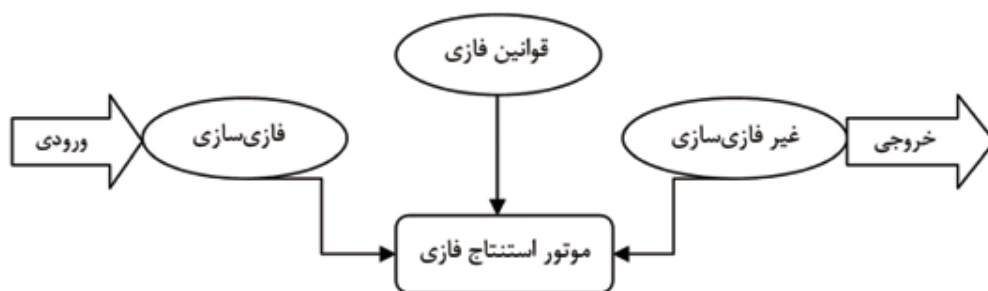 قوانین فازی
ورودی
فازی‌سازی
غیر فازی‌سازی
خروجی
موتور استنتاج فازی